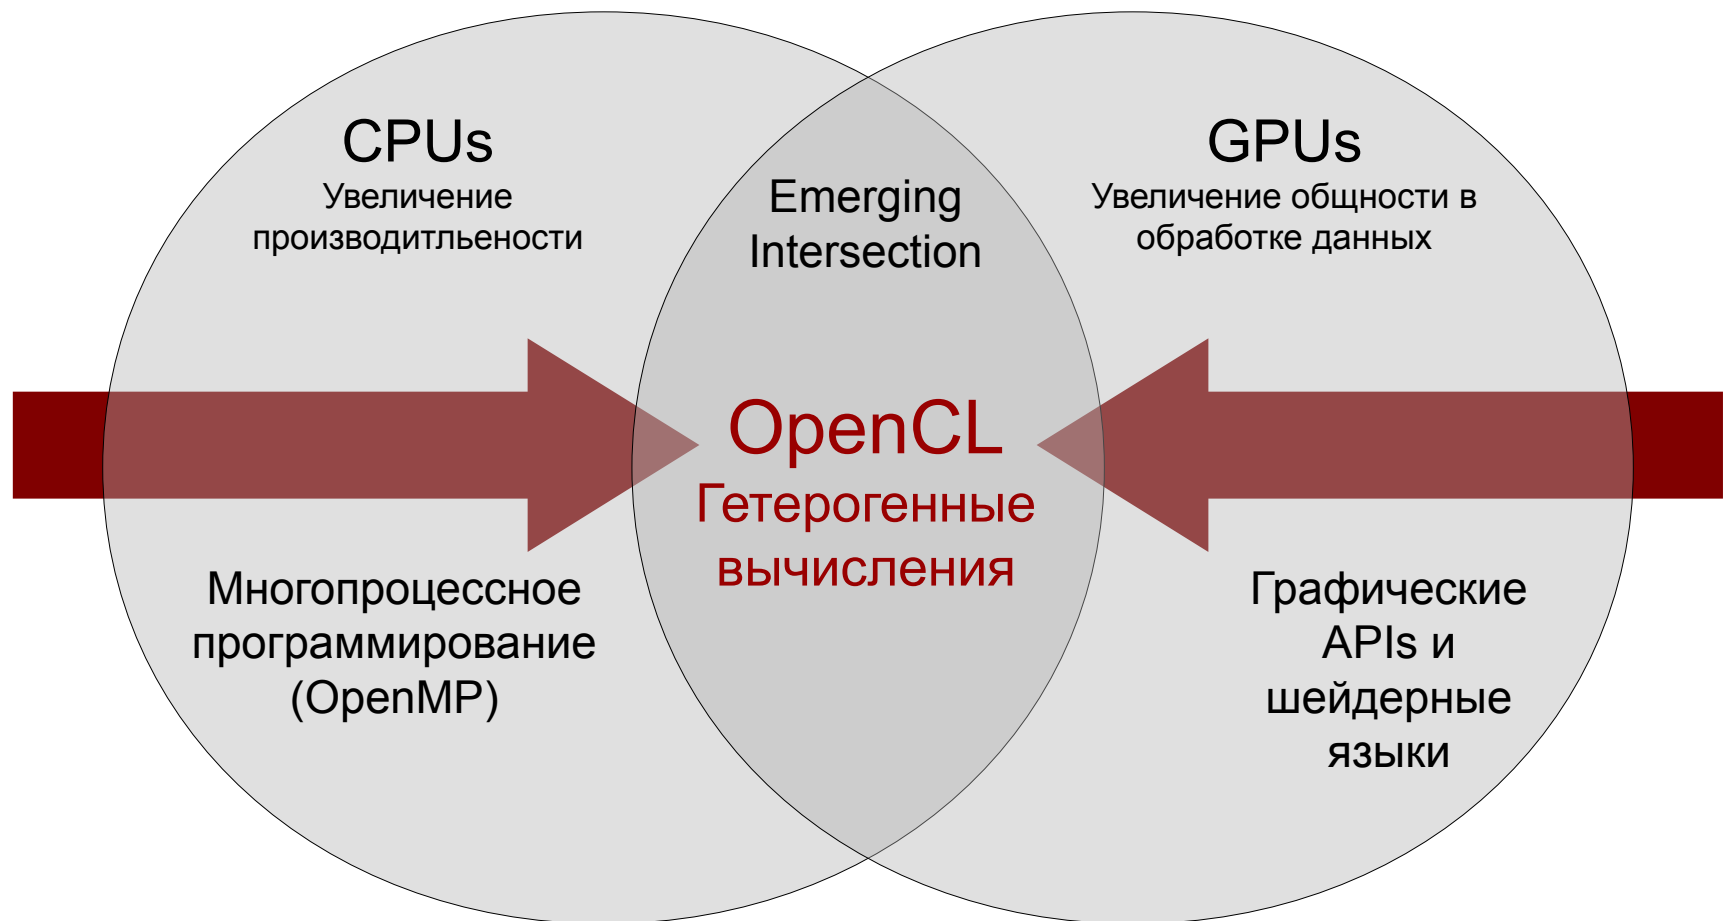 CPUs
Увеличение
производитльености
Emerging
Intersection
GPUs
Увеличение общности в
обработке данных
OpenCL
Гетерогенные
вычисления
Многопроцессное
программирование
(OpenMP)
Графические
APIs и
шейдерные
языки